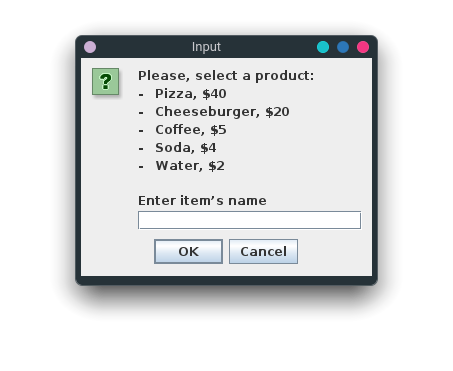 Input
?
Please, select a product:
- Pizza, $40
- Cheeseburger, $20
- Coffee, $5
- Soda, $4
- Water, $2
Enter item's name
OK Cancel